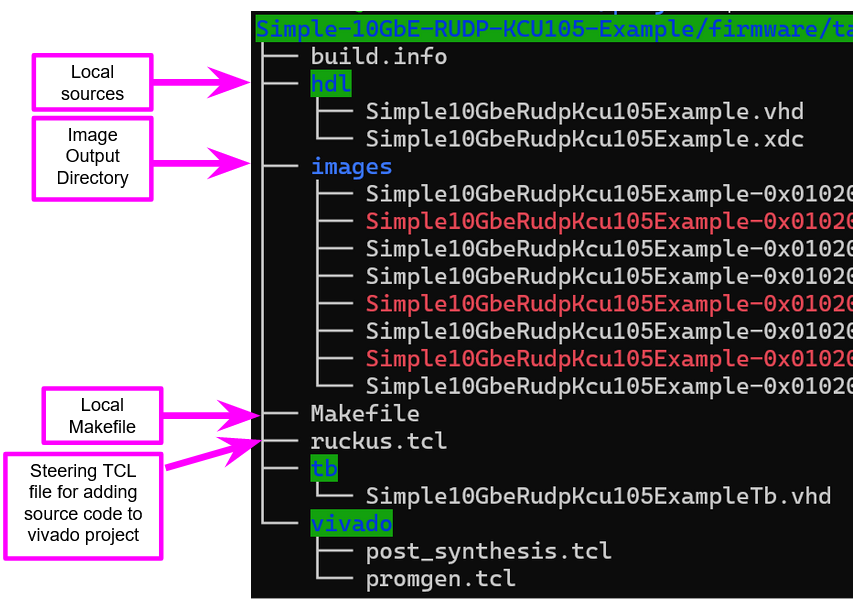 Simple-10GbE-RUDP-KCU105-Example/firmware/ta
build.info
hdl
Simple10GbeRudpKcu105Example.vhd
Simple10GbeRudpKcu105Example.xdc
images
Simple10GbeRudpKcu105Example-0x01020
Simple10GbeRudpKcu105Example-0x01020
Simple10GbeRudpKcu105Example-0x01020
Simple10GbeRudpKcu105Example-0x01020
Simple10GbeRudpKcu105Example-0x01020
Simple10GbeRudpKcu105Example-0x01020
Simple10GbeRudpKcu105Example-0x01020
Simple10GbeRudpKcu105Example-0x01020
Makefile
ruckus.tcl
tb
Simple10GbeRudpKcu105ExampleTb.vhd
vivado
post_synthesis.tcl
promgen.tcl
Local
sources
Image
Output
Directory
Local
Makefile
Steering TCL
file for adding
source code to
vivado project